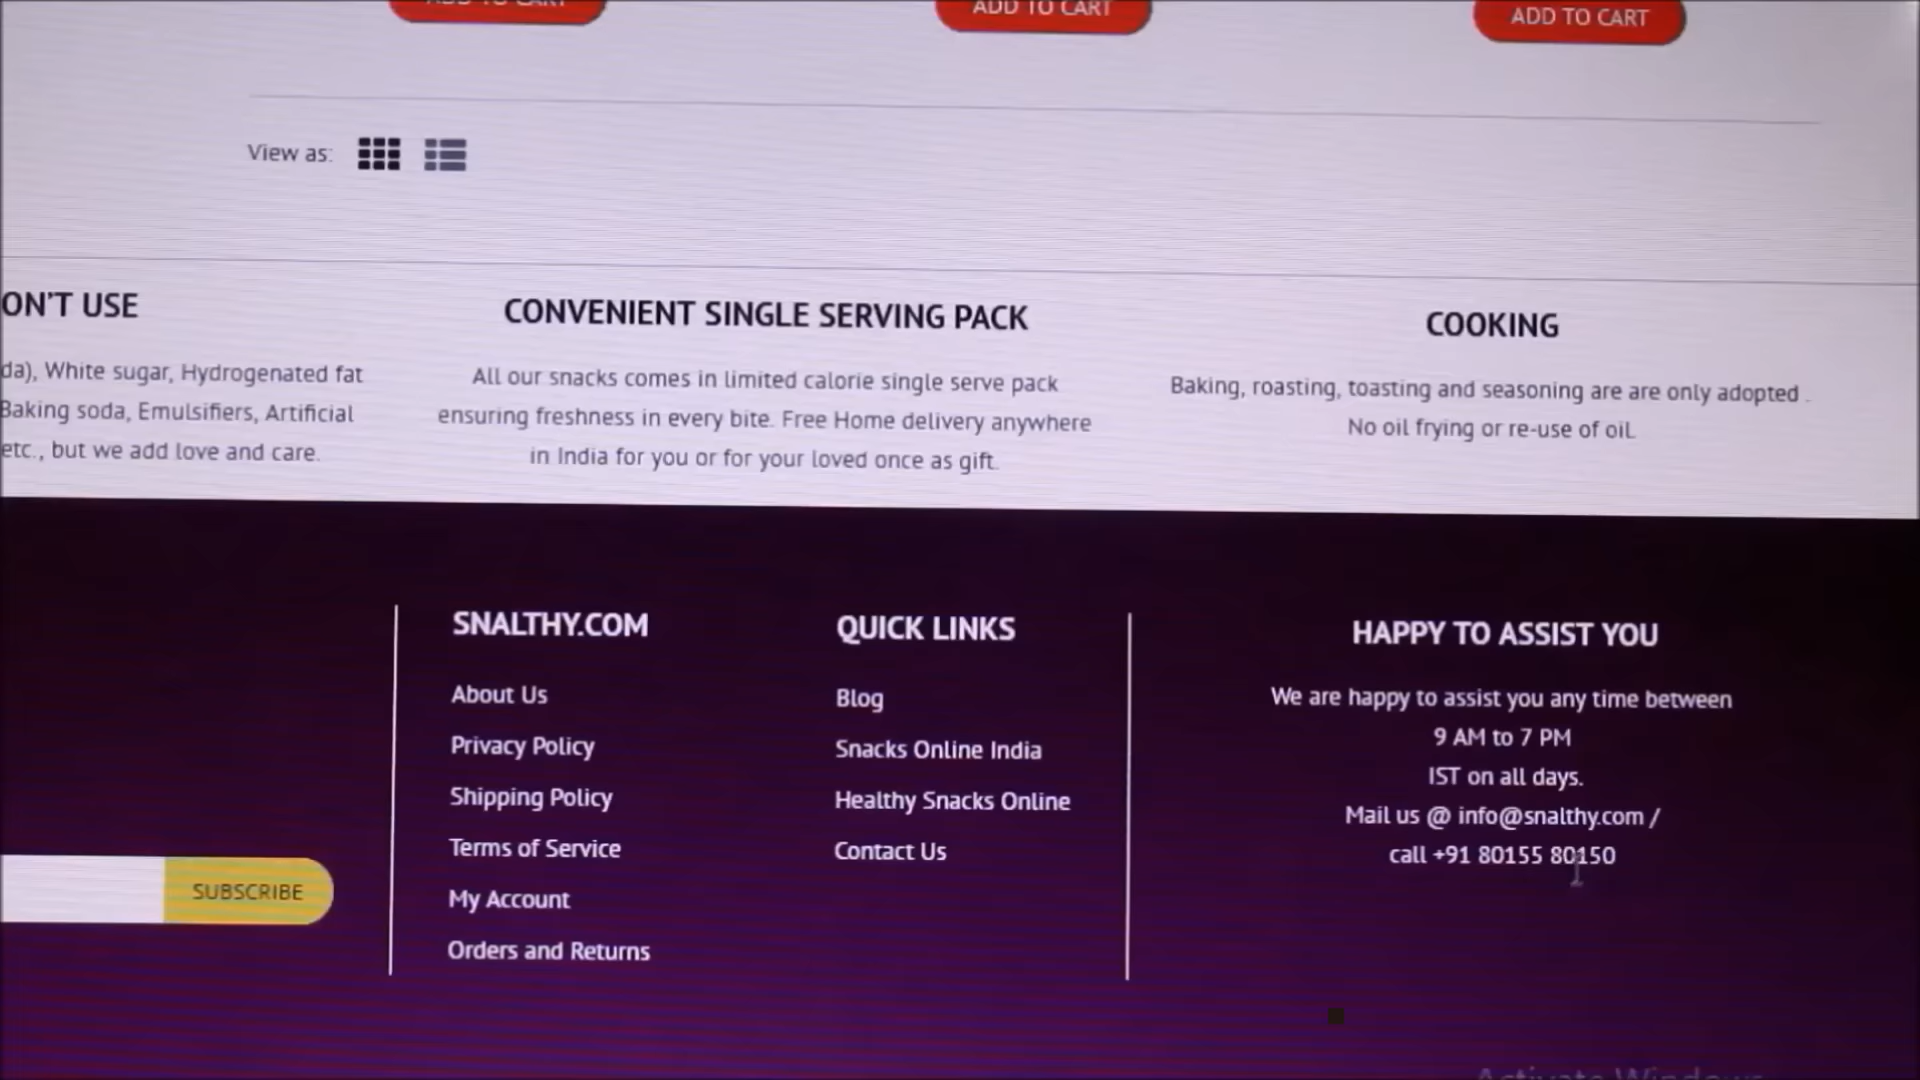 ADD TO CART
ADD TO CART
ADD TO CART
View as:
ON'T USE
da), White sugar, Hydrogenated fat
Baking soda, Emulsifiers, Artificial
etc., but we add love and care.
CONVENIENT SINGLE SERVING PACK
All our snacks comes in limited calorie single serve pack
ensuring freshness in every bite. Free Home delivery anywhere
in India for you or for your loved once as gift.
COOKING
Baking, roasting, toasting and seasoning are are only adopted .
No oil frying or re-use of oil.
SUBSCRIBE
SNALTHY.COM
About Us
Privacy Policy
Shipping Policy
Terms of Service
My Account
Orders and Returns
QUICK LINKS
Blog
Snacks Online India
Healthy Snacks Online
Contact Us
HAPPY TO ASSIST YOU
We are happy to assist you any time between
9 AM to 7 PM
IST on all days.
Mail us @ info@snalthy.com /
call +91 80155 80150
Activate Windows